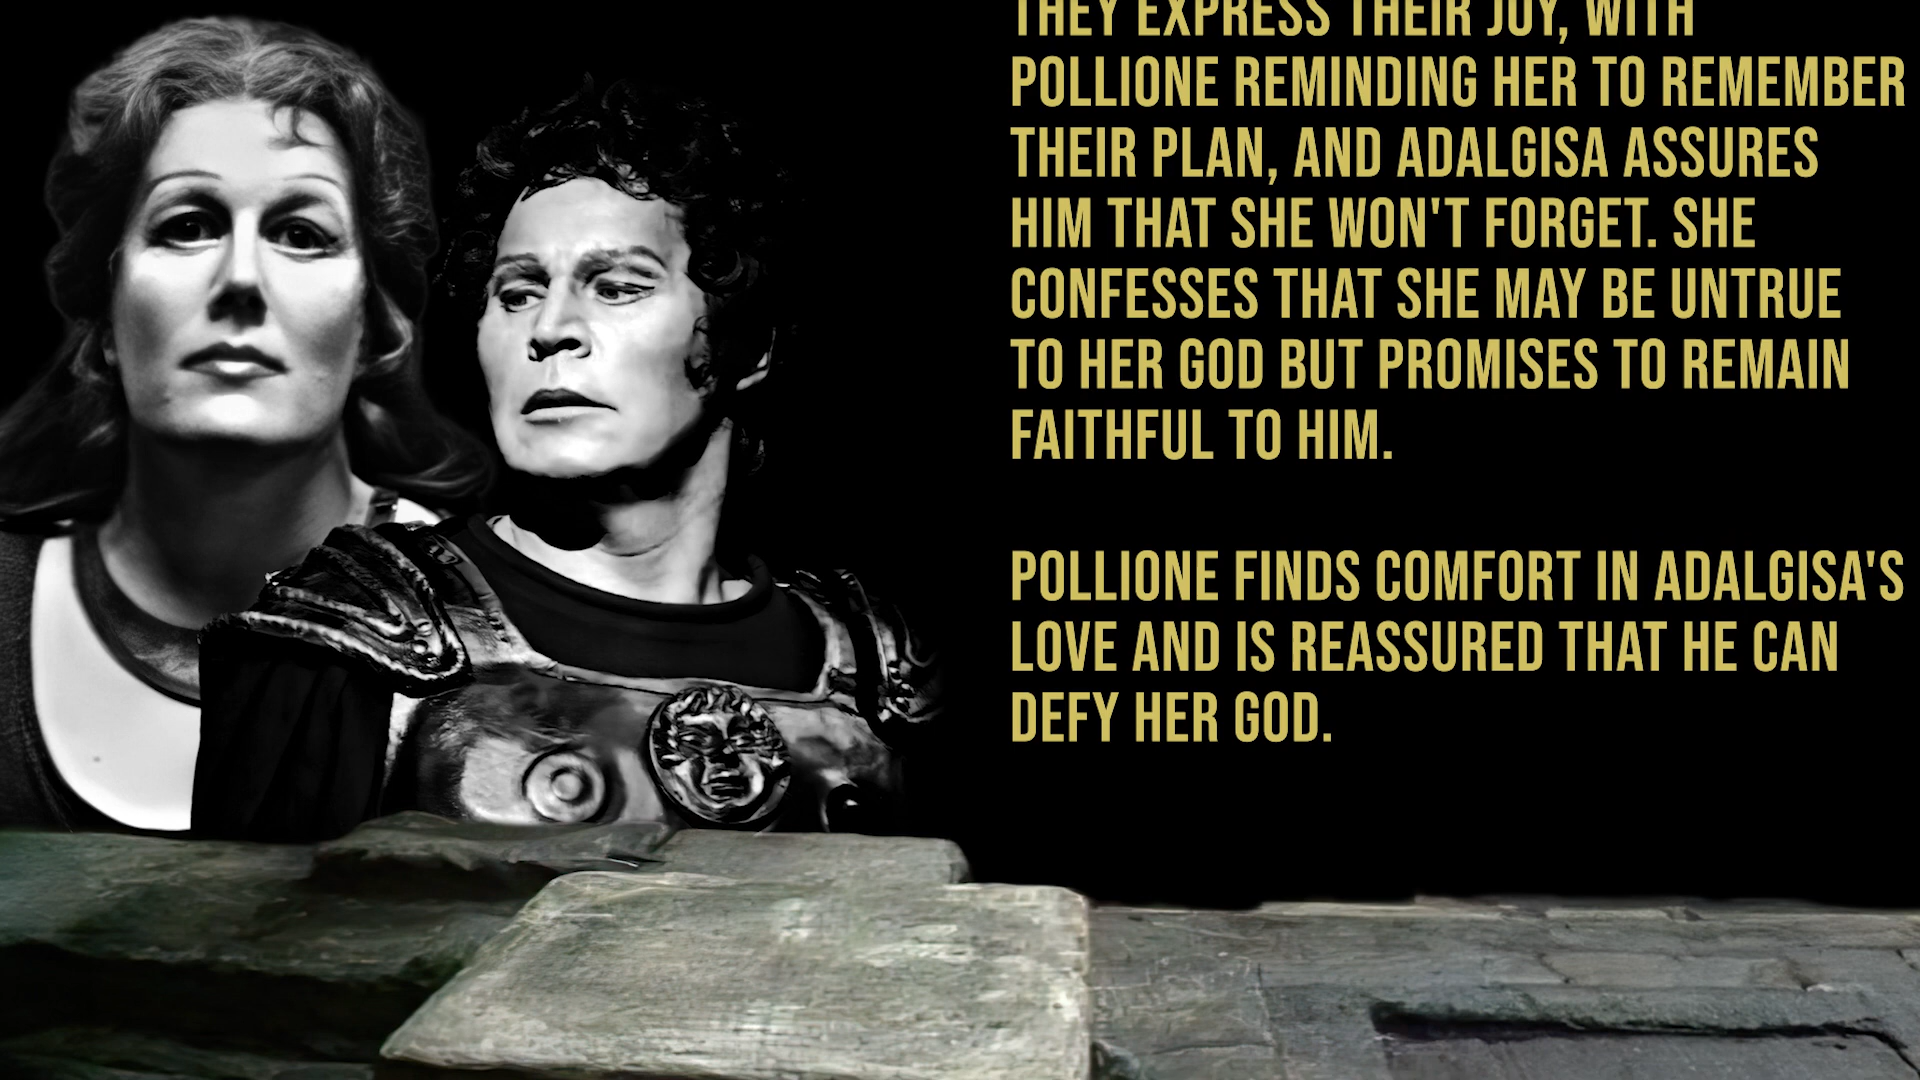 THEY EXPRESS THEIR JOY, WITH
POLLIONE REMINDING HER TO REMEMBER
THEIR PLAN, AND ADALGISA ASSURES
HIM THAT SHE WON'T FORGET. SHE
CONFESSES THAT SHE MAY BE UNTRUE
TO HER GOD BUT PROMISES TO REMAIN
FAITHFUL TO HIM.
POLLIONE FINDS COMFORT IN ADALGISA'S
LOVE AND IS REASSURED THAT HE CAN
DEFY HER GOD.